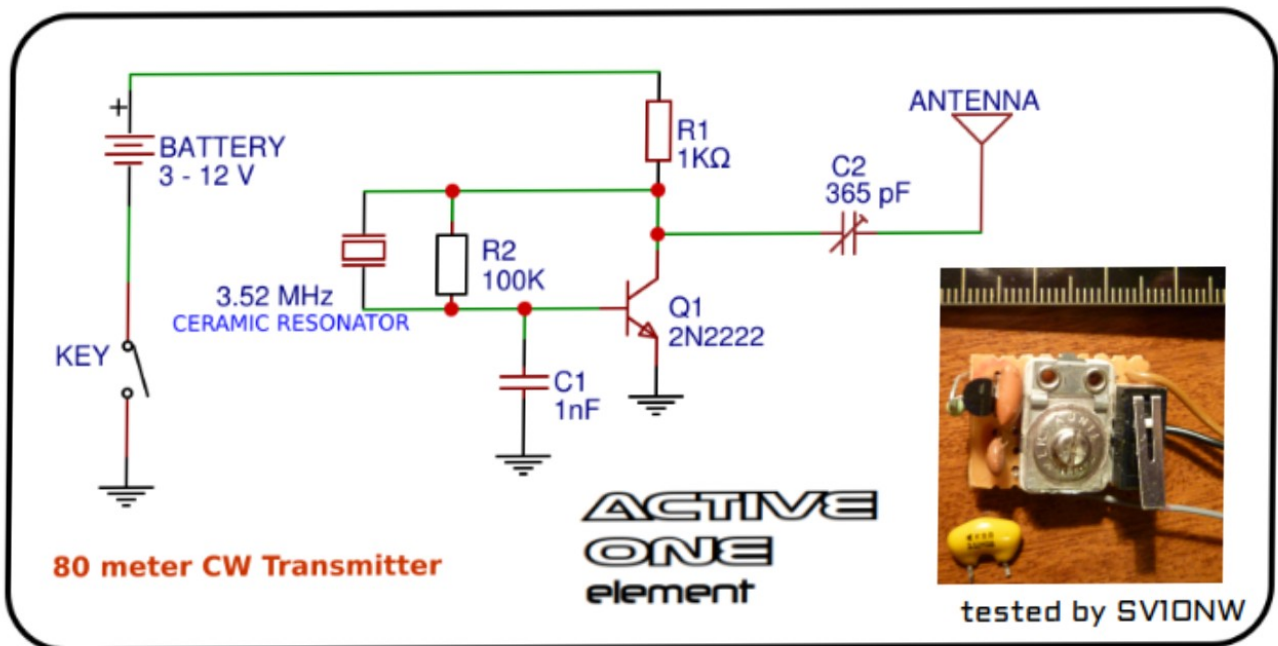 +
BATTERY
3 - 12 V
R1
1KΩ
ANTENNA
C2
365 pF
R2
100K
3.52 MHz
CERAMIC RESONATOR
Q1
2N2222
KEY
C1
1nF
ACTIVE
ONE
element
80 meter CW Transmitter
tested by SV1ONW